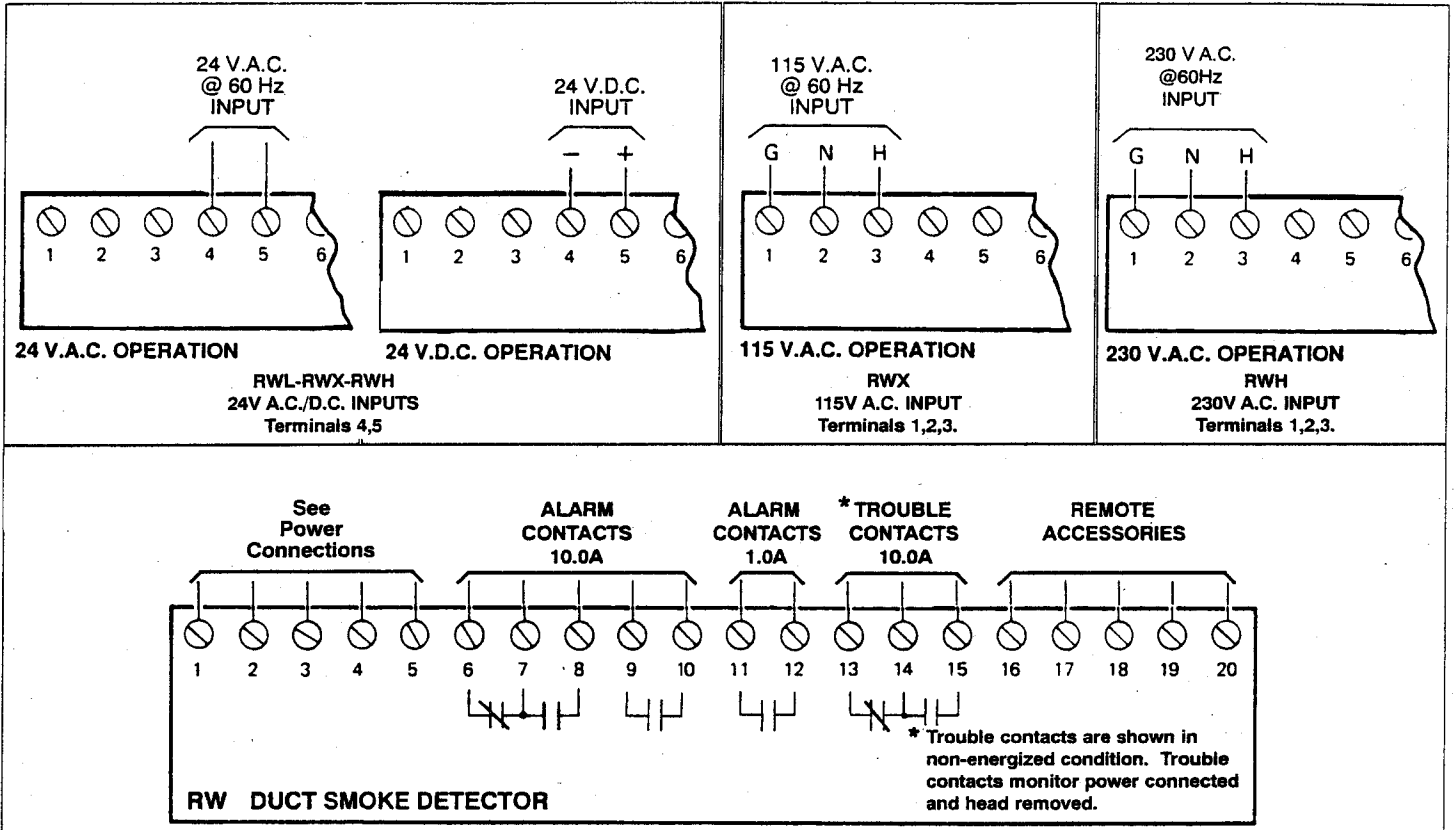 24 V.A.C.
@ 60 Hz
INPUT
1 2 3 4 5 6
24 V.A.C. OPERATION
24 V.D.C.
INPUT
− +
1 2 3 4 5 6
24 V.D.C. OPERATION
RWL-RWX-RWH
24V A.C./D.C. INPUTS
Terminals 4,5
115 V.A.C.
@ 60 Hz
INPUT
G N H
1 2 3 4 5 6
115 V.A.C. OPERATION
RWX
115V A.C. INPUT
Terminals 1,2,3.
230 V A.C.
@60Hz
INPUT
G N H
1 2 3 4 5 6
230 V.A.C. OPERATION
RWH
230V A.C. INPUT
Terminals 1,2,3.
See
Power
Connections
ALARM
CONTACTS
10.0A
ALARM
CONTACTS
1.0A
* TROUBLE
CONTACTS
10.0A
REMOTE
ACCESSORIES
1 2 3 4 5 6 7 8 9 10 11 12 13 14 15 16 17 18 19 20
* Trouble contacts are shown in
non-energized condition. Trouble
contacts monitor power connected
and head removed.
RW DUCT SMOKE DETECTOR